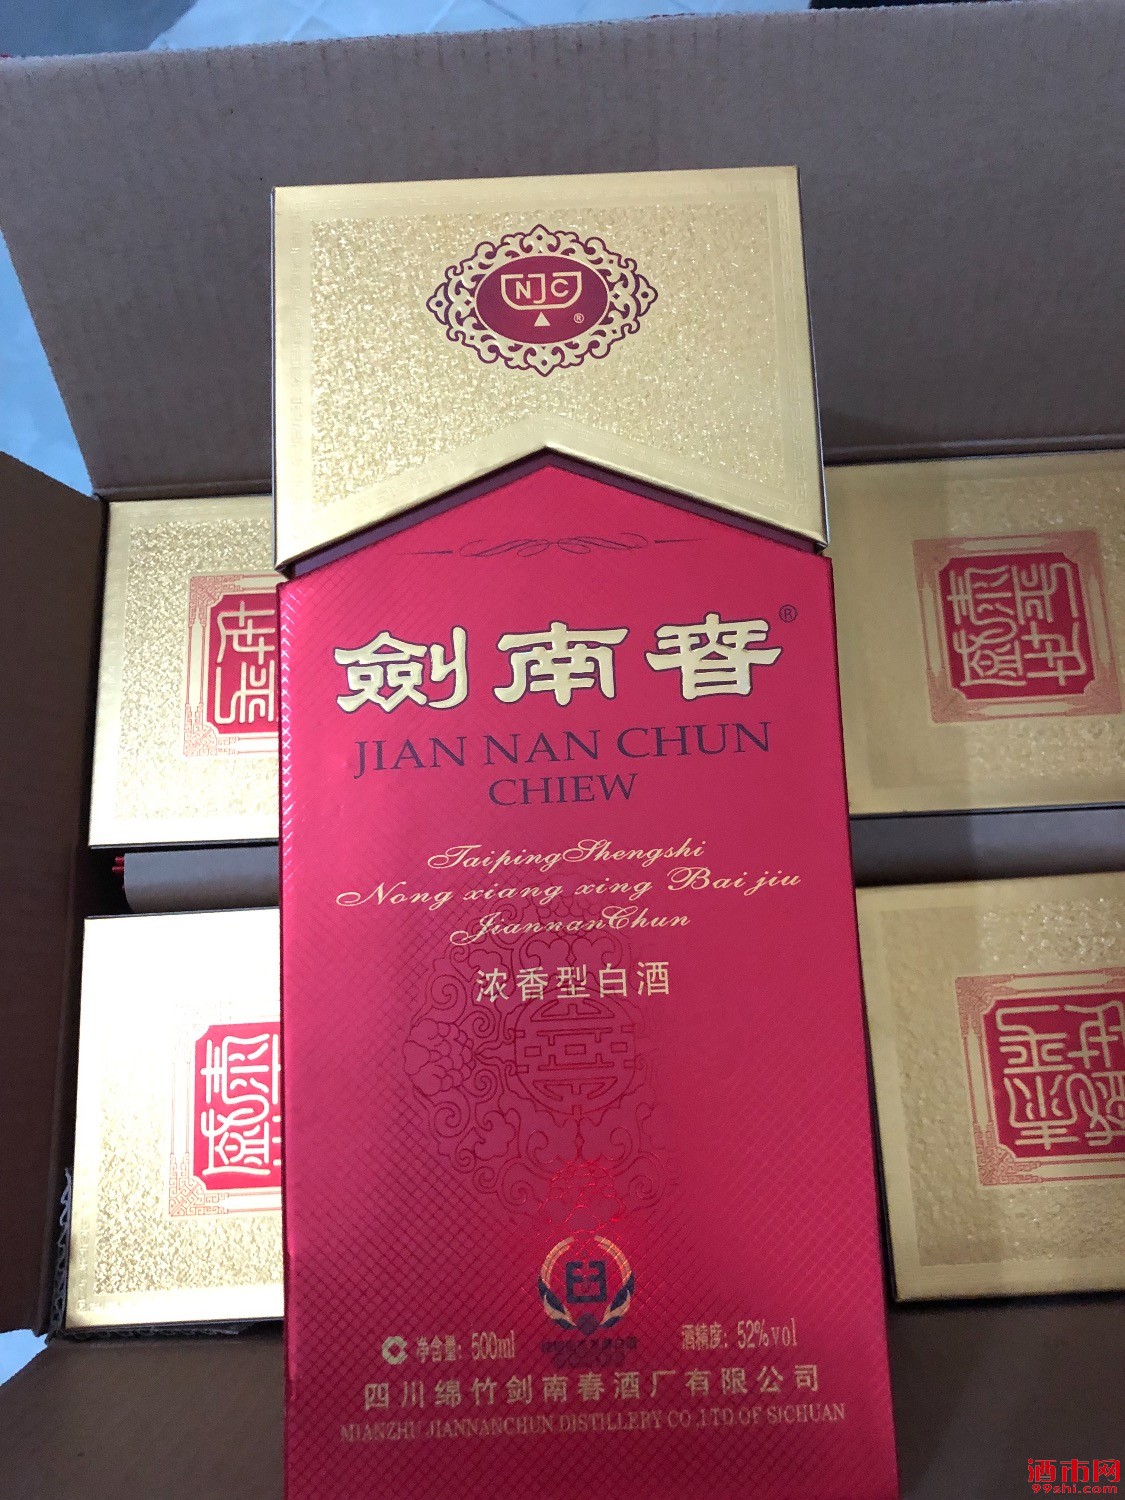 NJC
®
劍南春®
JIAN NAN CHUN
CHIEW
Taiping Shengshi
Nong xiang xing Bai jiu
JiannanChun
浓香型白酒
净含量: 500ml 酒精度: 52%vol
四川绵竹剑南春酒厂有限公司
MIANZHU JIANNANCHUN DISTILLERY CO.,LTD.OF SICHUAN
酒市网
99shi.com